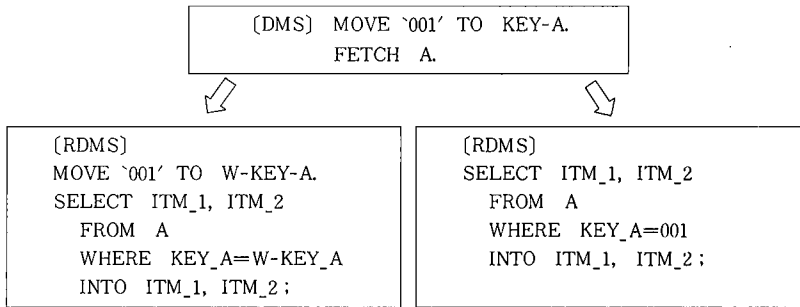 〔DMS〕 MOVE `001′ TO KEY-A.
FETCH A.
〔RDMS〕
MOVE `001′ TO W-KEY-A.
SELECT ITM_1, ITM_2
FROM A
WHERE KEY_A=W-KEY_A
INTO ITM_1, ITM_2;
〔RDMS〕
SELECT ITM_1, ITM_2
FROM A
WHERE KEY_A=001
INTO ITM_1, ITM_2;